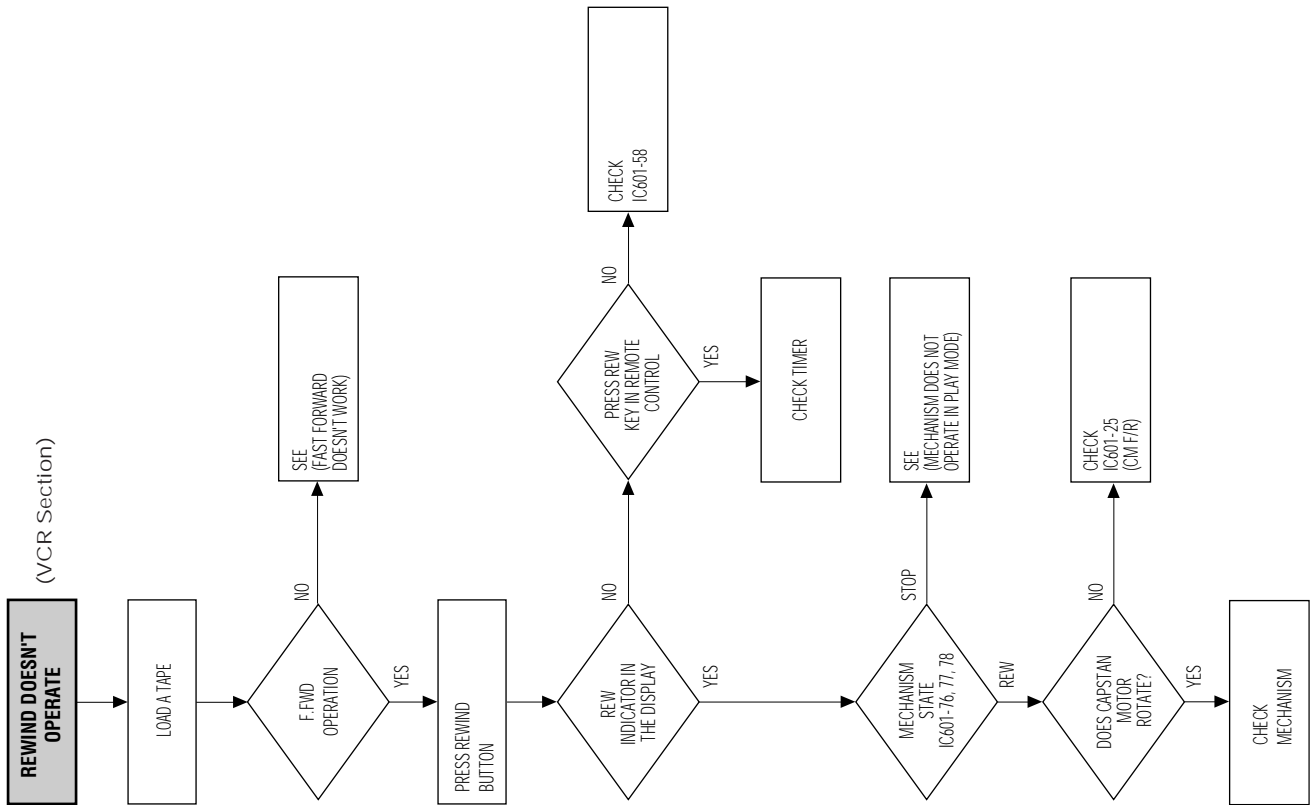 REWIND DOESN'T
OPERATE
(VCR Section)
LOAD A TAPE
F.FWD
OPERATION
NO
SEE
(FAST FORWARD
DOESN'T WORK)
YES
PRESS REWIND
BUTTON
REW
INDICATOR IN
THE DISPLAY
NO
PRESS REW
KEY IN REMOTE
CONTROL
NO
CHECK
IC601-58
YES
CHECK TIMER
YES
MECHANISM
STATE
IC601-76, 77, 78
STOP
SEE
(MECHANISM DOES NOT
OPERATE IN PLAY MODE)
REW
DOES CAPSTAN
MOTOR
ROTATE?
NO
CHECK
IC601-25
(CM F/R)
YES
CHECK
MECHANISM